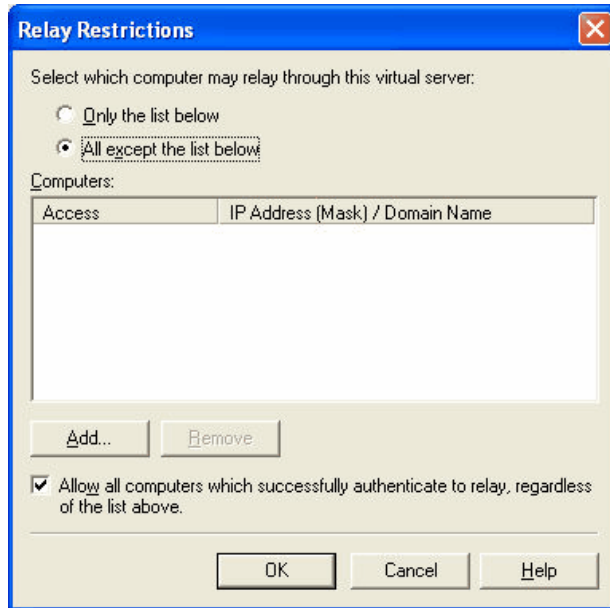 Relay Restrictions
Select which computer may relay through this virtual server:
Only the list below
All except the list below
Computers:
Access IP Address (Mask) / Domain Name
Add... Remove
Allow all computers which successfully authenticate to relay, regardless
of the list above.
OK Cancel Help